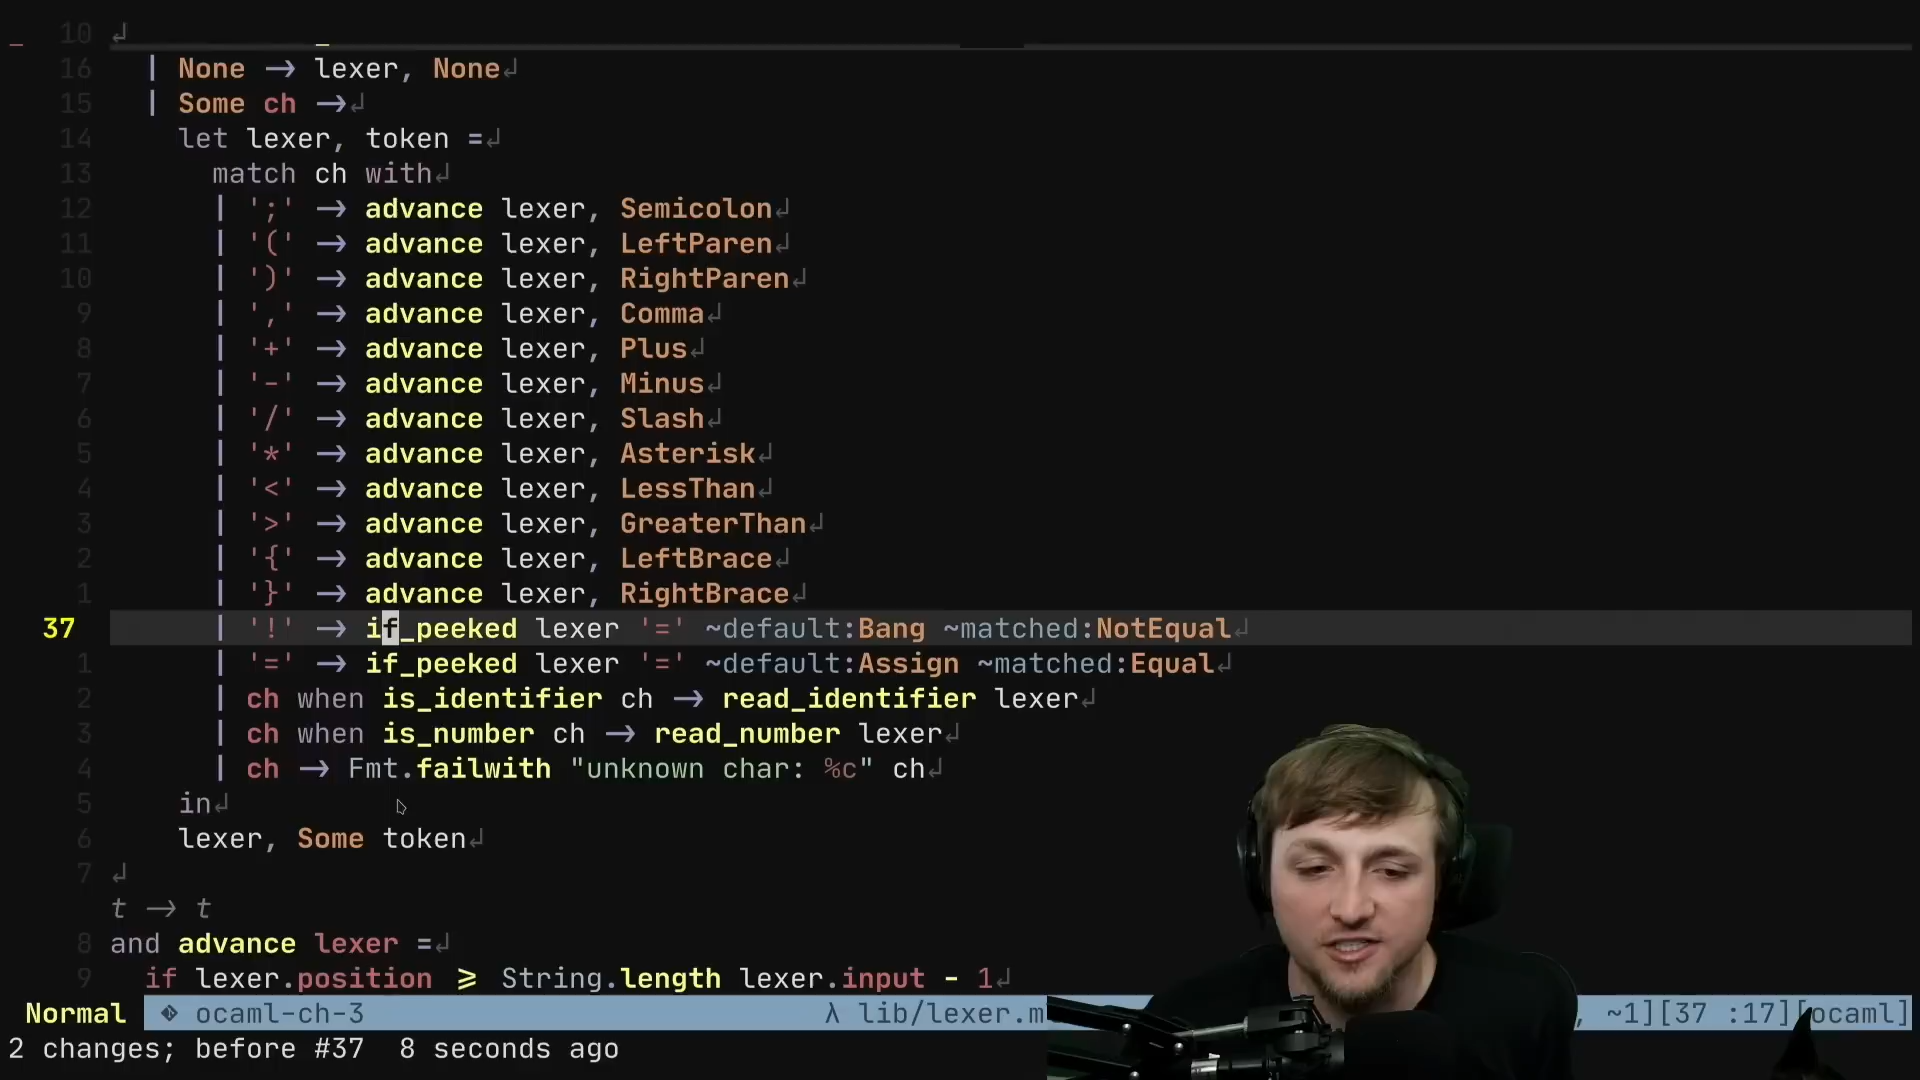 10 ↲
16 | None -> lexer, None↲
15 | Some ch ->↲
14 let lexer, token =↲
13 match ch with↲
12 | ';' -> advance lexer, Semicolon↲
11 | '(' -> advance lexer, LeftParen↲
10 | ')' -> advance lexer, RightParen↲
9 | ',' -> advance lexer, Comma↲
8 | '+' -> advance lexer, Plus↲
7 | '-' -> advance lexer, Minus↲
6 | '/' -> advance lexer, Slash↲
5 | '*' -> advance lexer, Asterisk↲
4 | '<' -> advance lexer, LessThan↲
3 | '>' -> advance lexer, GreaterThan↲
2 | '{' -> advance lexer, LeftBrace↲
1 | '}' -> advance lexer, RightBrace↲
37 | '!' -> if_peeked lexer '=' ~default:Bang ~matched:NotEqual↲
1 | '=' -> if_peeked lexer '=' ~default:Assign ~matched:Equal↲
2 | ch when is_identifier ch -> read_identifier lexer↲
3 | ch when is_number ch -> read_number lexer↲
4 | ch -> Fmt.failwith "unknown char: %c" ch↲
5 in↲
6 lexer, Some token↲
7 ↲
t -> t
8 and advance lexer =↲
9 if lexer.position >= String.length lexer.input - 1↲
Normal ocaml-ch-3 λ lib/lexer.m , ~1][37 :17][ocaml]
2 changes; before #37 8 seconds ago